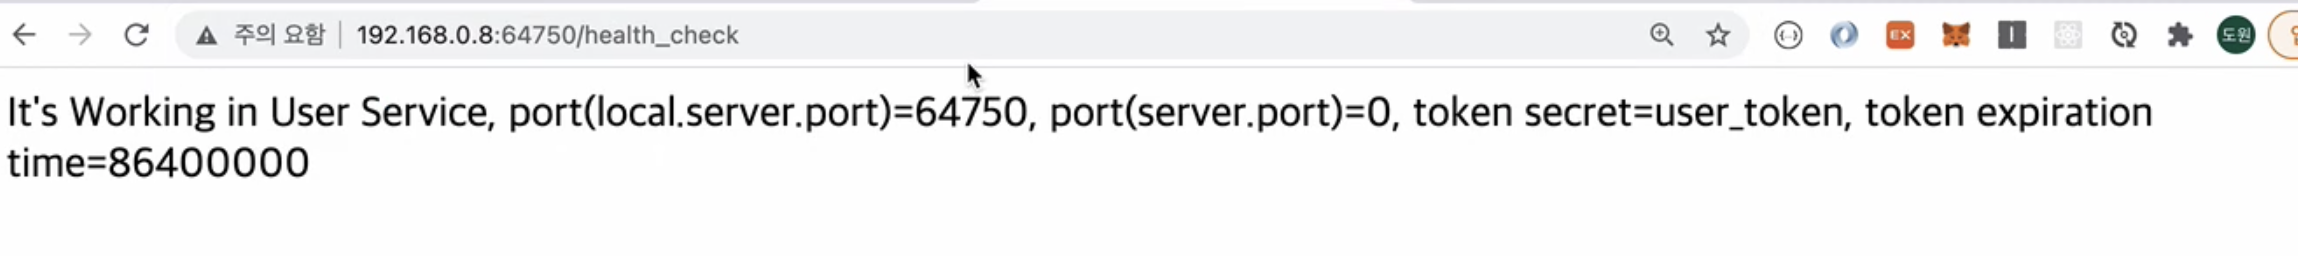 주의 요함 192.168.0.8:64750/health_check EX 도원
It's Working in User Service, port(local.server.port)=64750, port(server.port)=0, token secret=user_token, token expiration
time=86400000